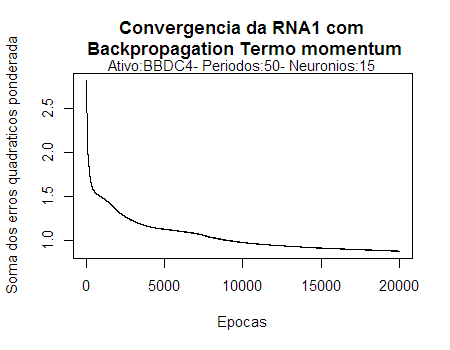 Convergencia da RNA1 com
Backpropagation Termo momentum
Ativo:BBDC4- Periodos:50- Neuronios:15
Soma dos erros quadraticos ponderada
2.5
2.0
1.5
1.0
0
5000
10000
15000
20000
Epocas